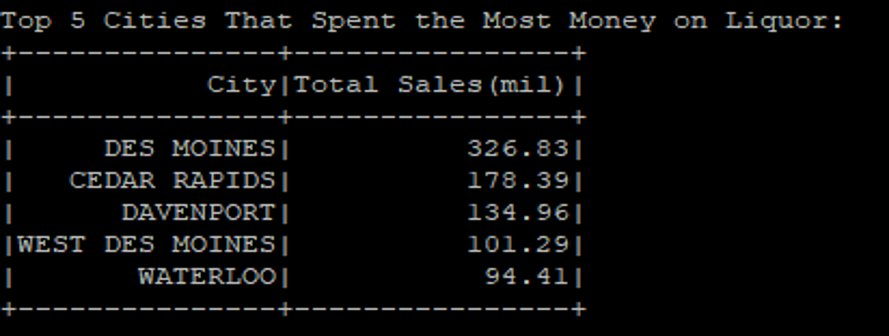 Top 5 Cities That Spent the Most Money on Liquor:
+---------------+----------------+
|           City|Total Sales(mil)|
+---------------+----------------+
|     DES MOINES|          326.83|
|   CEDAR RAPIDS|          178.39|
|      DAVENPORT|          134.96|
|WEST DES MOINES|          101.29|
|       WATERLOO|           94.41|
+---------------+----------------+